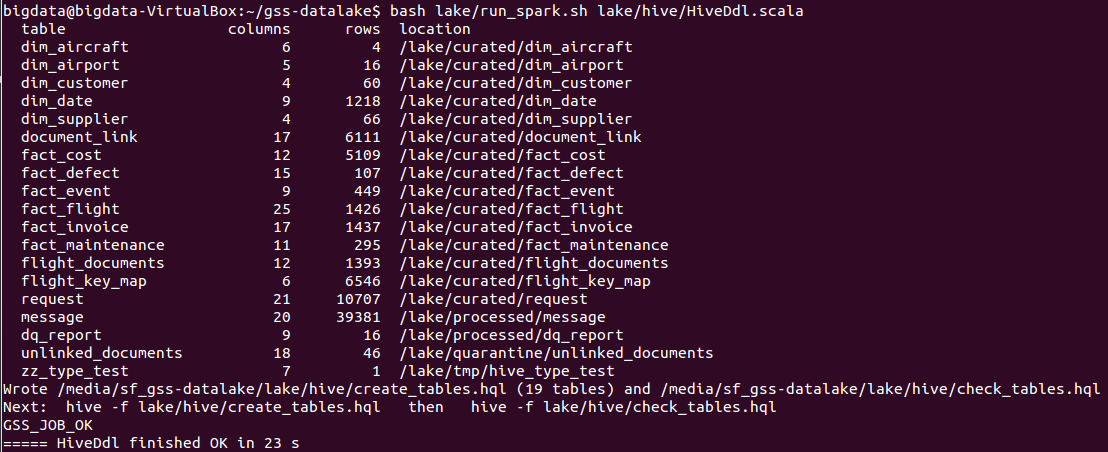 bigdata@bigdata-VirtualBox:~/gss-datalake$ bash lake/run_spark.sh lake/hive/HiveDdl.scala
  table                  columns      rows  location
  dim_aircraft                 6         4  /lake/curated/dim_aircraft
  dim_airport                  5        16  /lake/curated/dim_airport
  dim_customer                 4        60  /lake/curated/dim_customer
  dim_date                     9      1218  /lake/curated/dim_date
  dim_supplier                 4        66  /lake/curated/dim_supplier
  document_link               17      6111  /lake/curated/document_link
  fact_cost                   12      5109  /lake/curated/fact_cost
  fact_defect                 15       107  /lake/curated/fact_defect
  fact_event                   9       449  /lake/curated/fact_event
  fact_flight                 25      1426  /lake/curated/fact_flight
  fact_invoice                17      1437  /lake/curated/fact_invoice
  fact_maintenance            11       295  /lake/curated/fact_maintenance
  flight_documents            12      1393  /lake/curated/flight_documents
  flight_key_map               6      6546  /lake/curated/flight_key_map
  request                     21     10707  /lake/curated/request
  message                     20     39381  /lake/processed/message
  dq_report                    9        16  /lake/processed/dq_report
  unlinked_documents          18        46  /lake/quarantine/unlinked_documents
  zz_type_test                 7         1  /lake/tmp/hive_type_test
Wrote /media/sf_gss-datalake/lake/hive/create_tables.hql (19 tables) and /media/sf_gss-datalake/lake/hive/check_tables.hql
Next:  hive -f lake/hive/create_tables.hql   then   hive -f lake/hive/check_tables.hql
GSS_JOB_OK
===== HiveDdl finished OK in 23 s